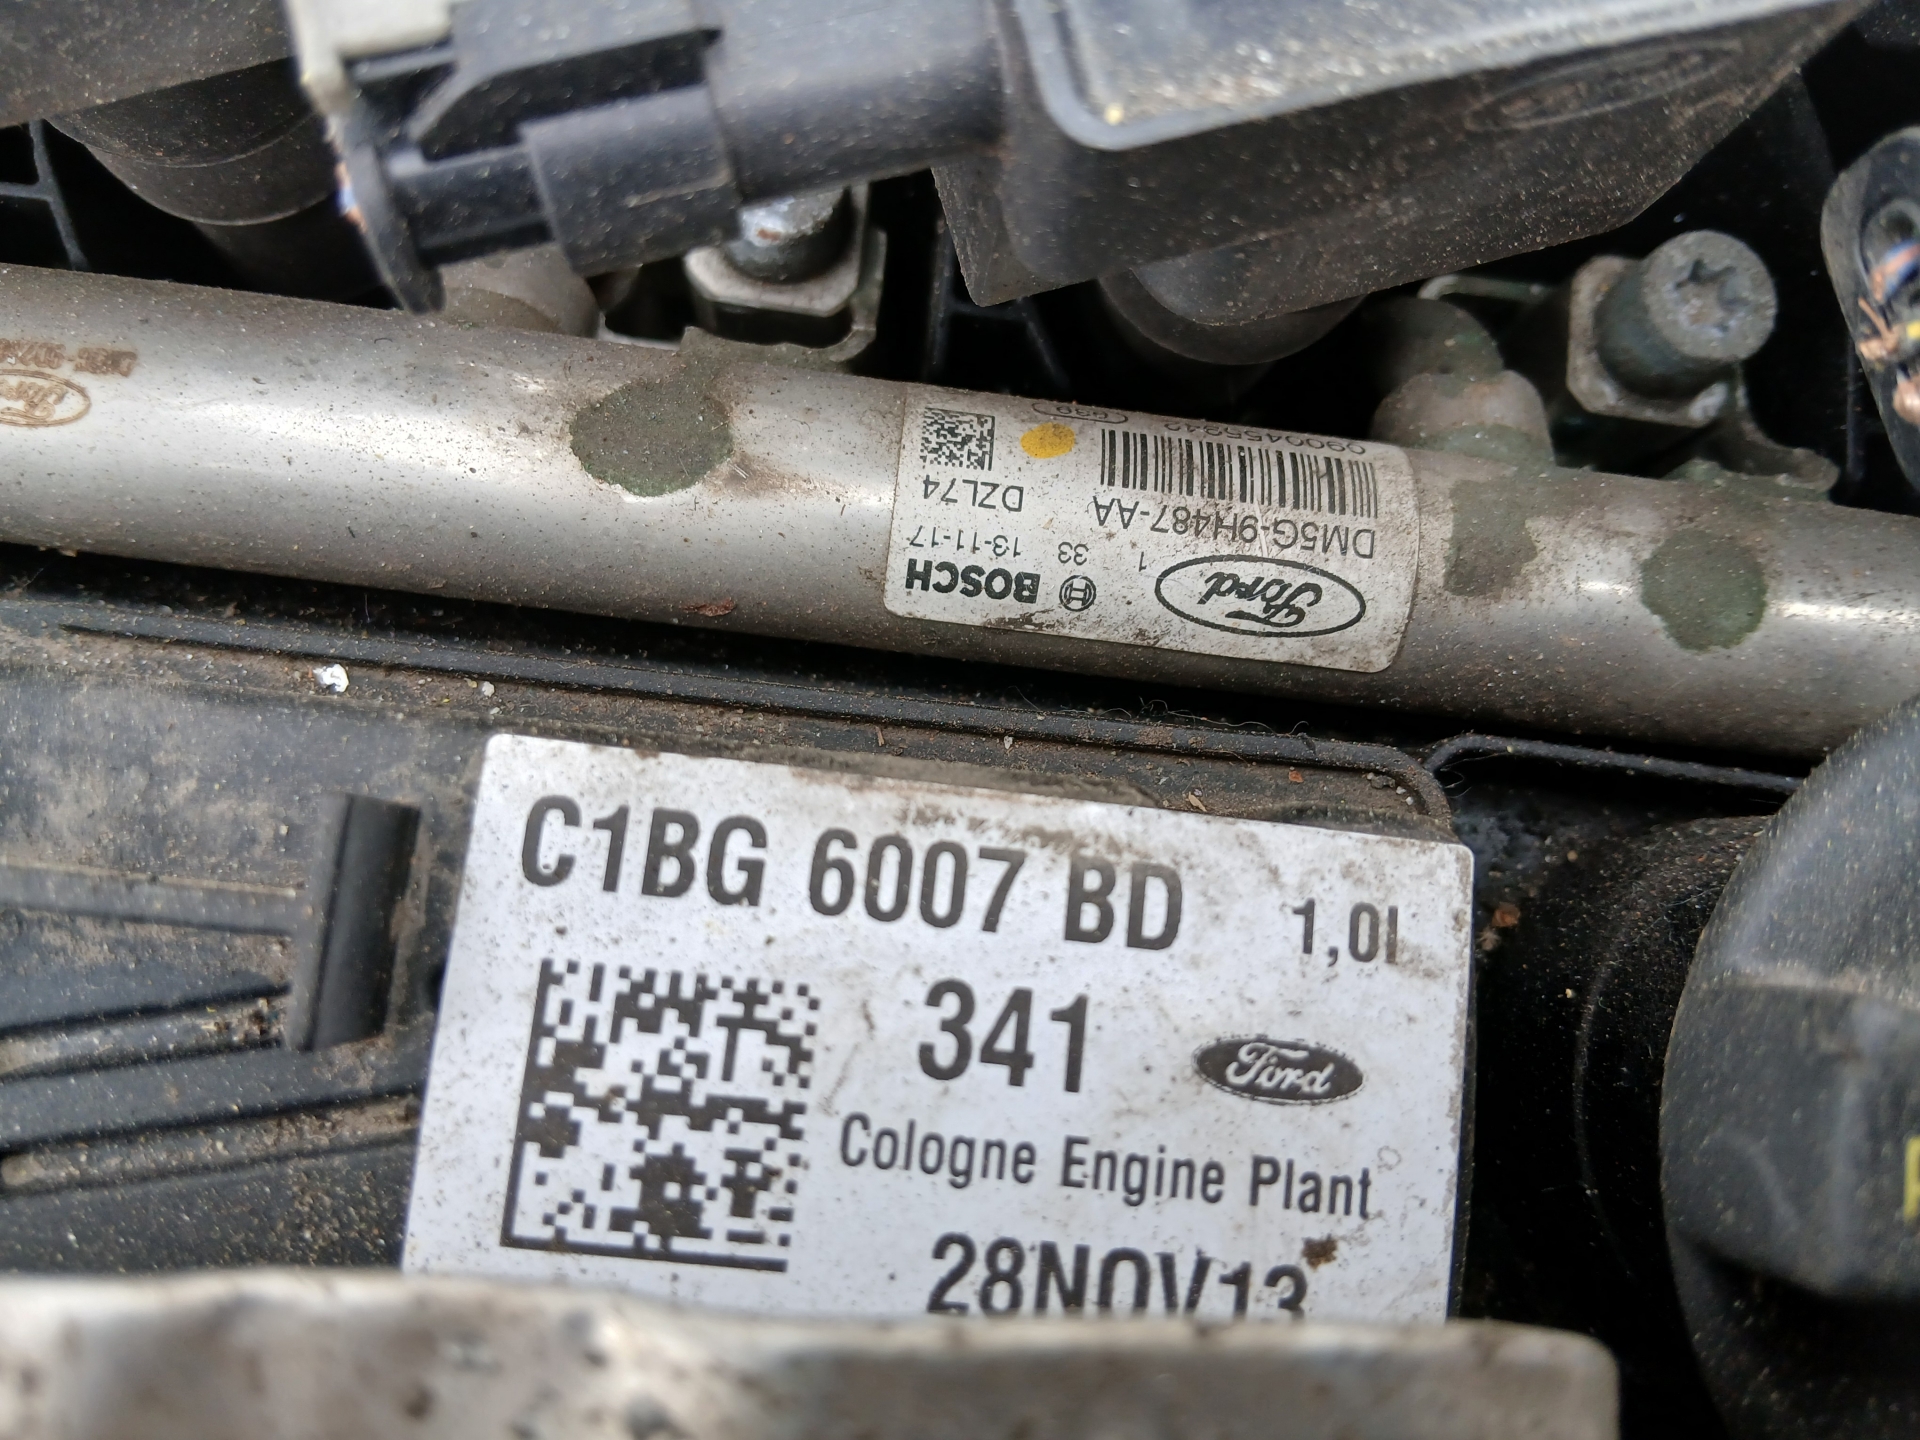 Ford
BOSCH
DM5G-9H487-AA
1
33
13-11-17
DZL74
C1BG 6007 BD
1,0l
341
Ford
Cologne Engine Plant
28NOV13